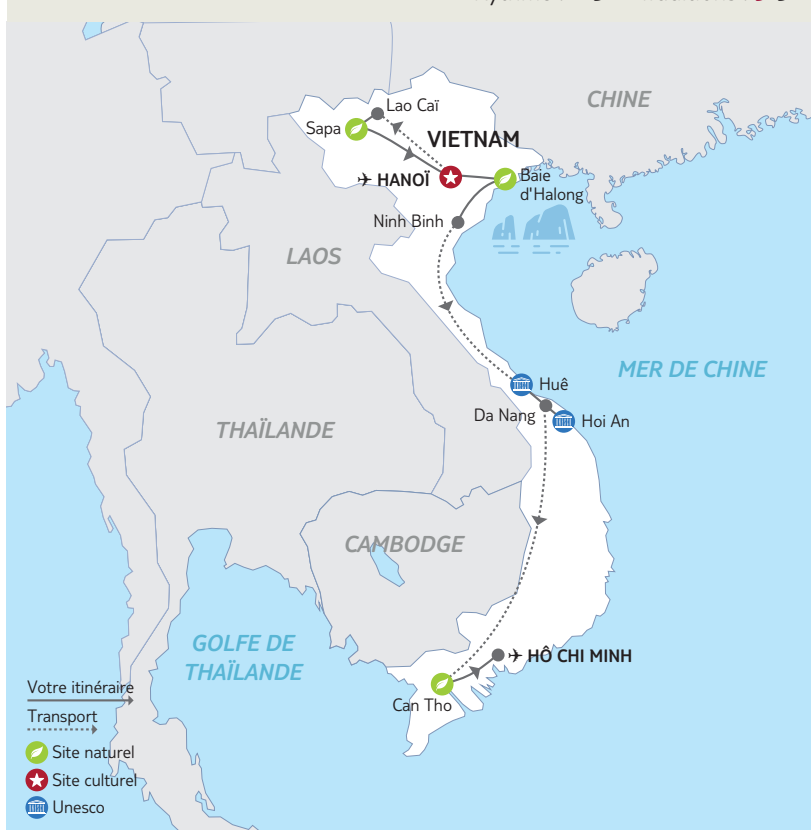 CHINE
Lao Caï
Sapa
VIETNAM
HANOÏ
Baie
d'Halong
Ninh Binh
LAOS
MER DE CHINE
Huê
Da Nang
Hoi An
THAÏLANDE
CAMBODGE
GOLFE DE
THAÏLANDE
HÔ CHI MINH
Can Tho
Votre itinéraire
Transport
Site naturel
Site culturel
Unesco